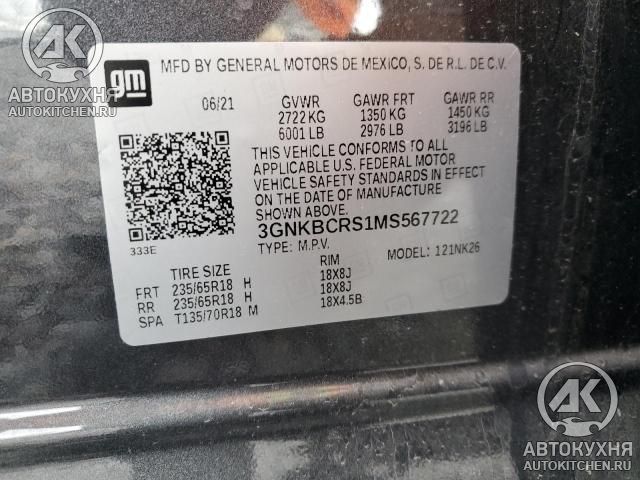 АВТОКУХНЯ
AUTOKITCHEN.RU
gm
MFD BY GENERAL MOTORS DE MEXICO, S. DE R.L. DE C.V.
06/21 GVWR GAWR FRT GAWR RR
2722 KG 1350 KG 1450 KG
6001 LB 2976 LB 3196 LB
THIS VEHICLE CONFORMS TO ALL
APPLICABLE U.S. FEDERAL MOTOR
VEHICLE SAFETY STANDARDS IN EFFECT
ON THE DATE OF MANUFACTURE
SHOWN ABOVE.
3GNKBCRS1MS567722
333E
TYPE: M.P.V. MODEL: 121NK26
TIRE SIZE RIM
FRT 235/65R18 H 18X8J
RR 235/65R18 H 18X8J
SPA T135/70R18 M 18X4.5B
АК
АВТОКУХНЯ
AUTOKITCHEN.RU